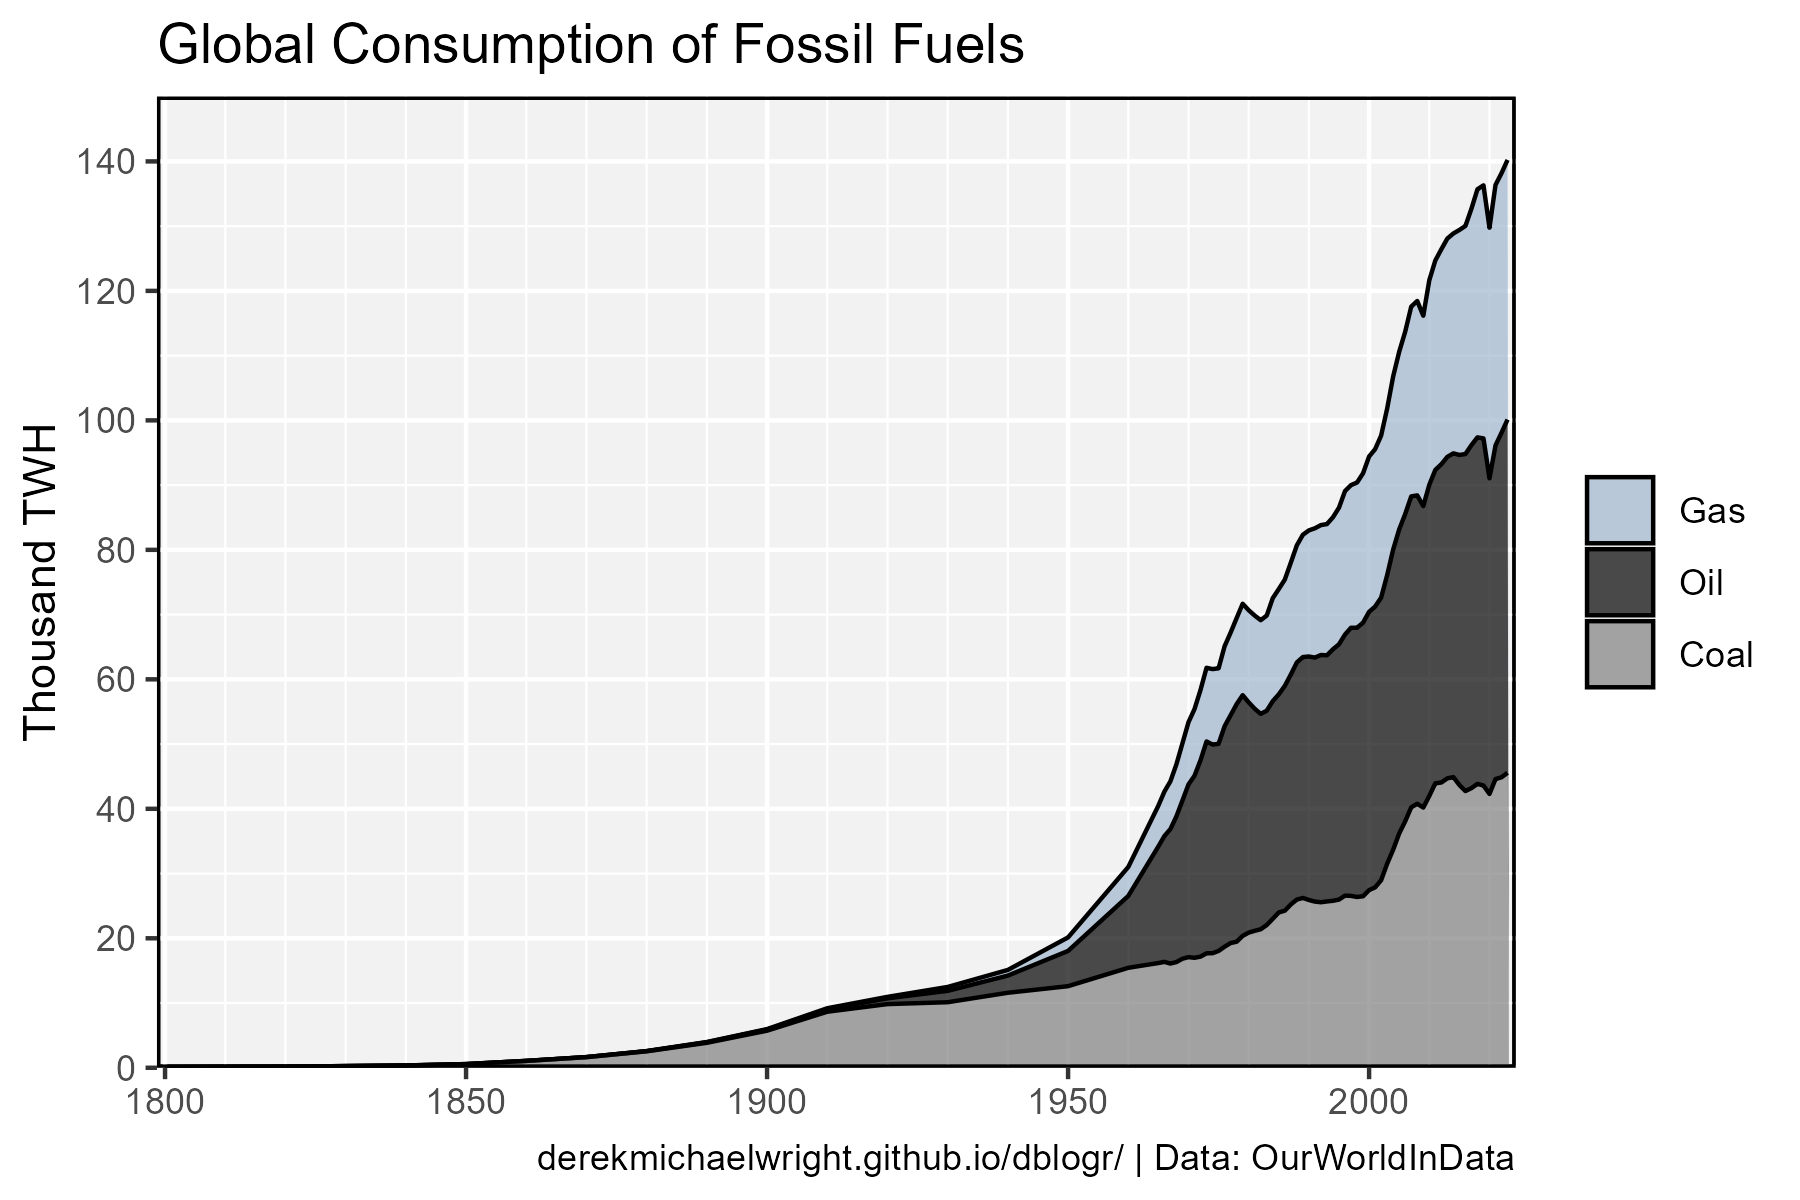 Global Consumption of Fossil Fuels
Thousand TWH
140
120
100
80
60
40
20
0
1800 1850 1900 1950 2000
Gas
Oil
Coal
derekmichaelwright.github.io/dblogr/ | Data: OurWorldInData